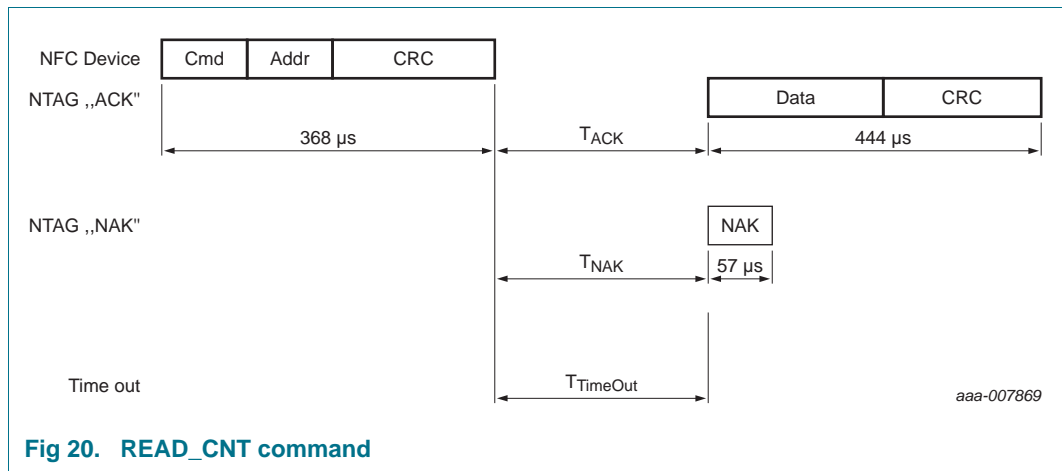 NFC Device Cmd Addr CRC
NTAG ,,ACK" Data CRC
368 µs TACK 444 µs
NTAG ,,NAK" NAK
TNAK 57 µs
Time out TTimeOut aaa-007869
Fig 20. READ_CNT command